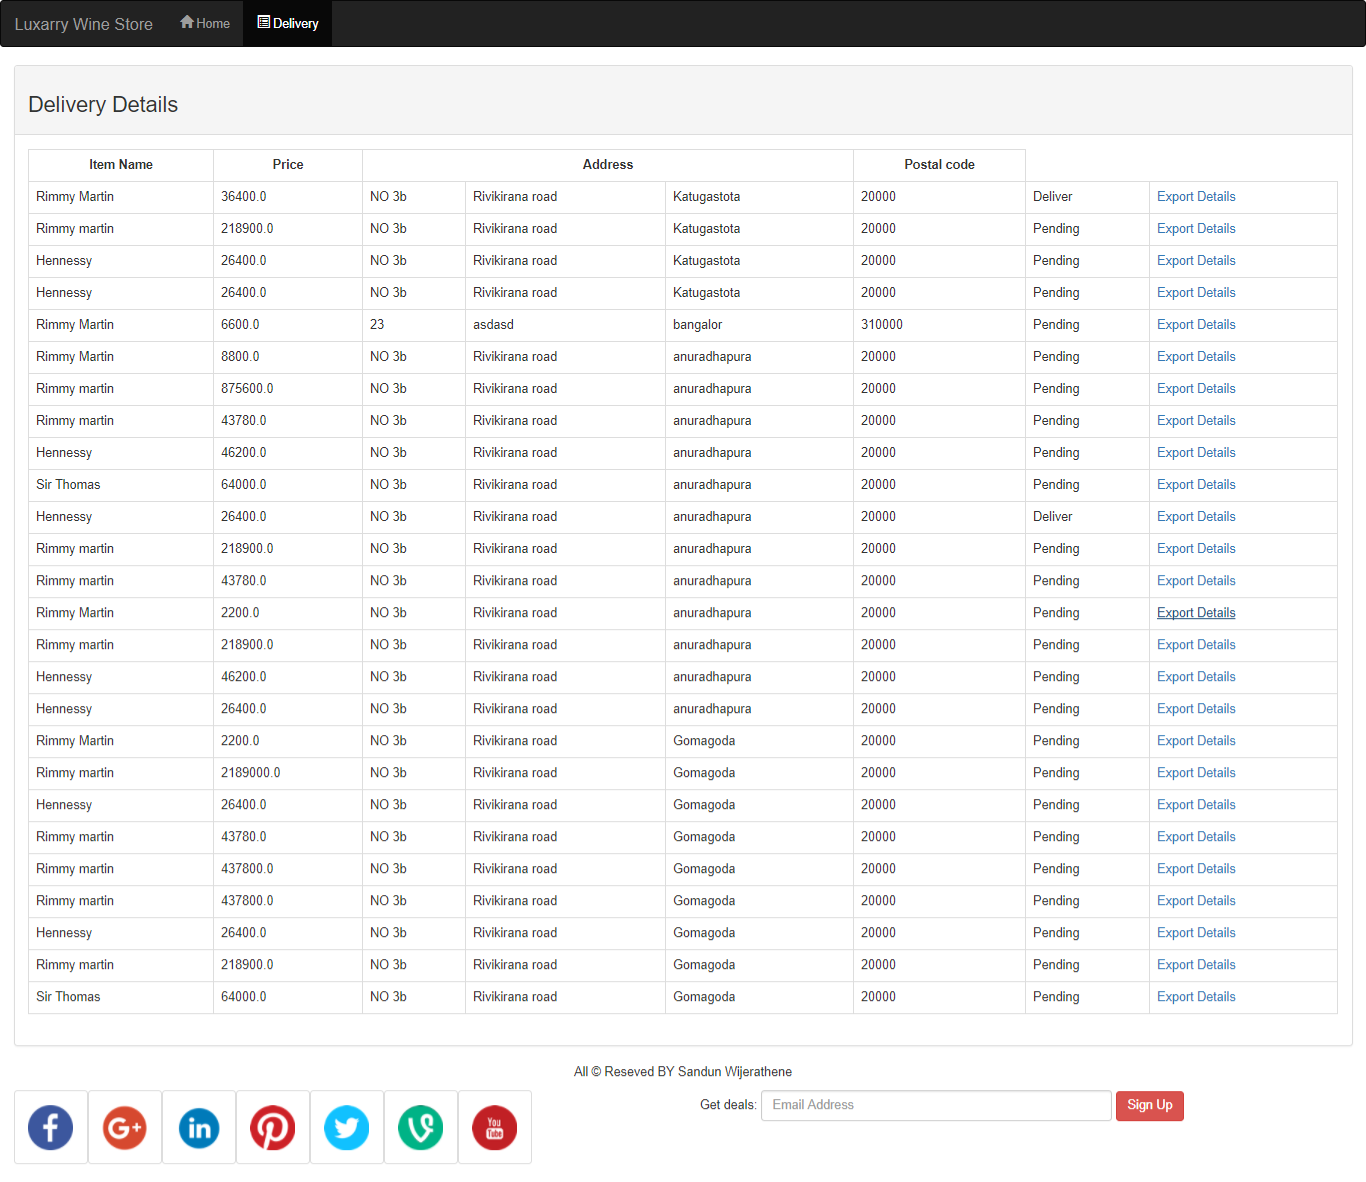 Luxarry Wine Store Home Delivery
Delivery Details
Item Name Price Address Postal code
Rimmy Martin 36400.0 NO 3b Rivikirana road Katugastota 20000 Deliver Export Details
Rimmy martin 218900.0 NO 3b Rivikirana road Katugastota 20000 Pending Export Details
Hennessy 26400.0 NO 3b Rivikirana road Katugastota 20000 Pending Export Details
Hennessy 26400.0 NO 3b Rivikirana road Katugastota 20000 Pending Export Details
Rimmy Martin 6600.0 23 asdasd bangalor 310000 Pending Export Details
Rimmy Martin 8800.0 NO 3b Rivikirana road anuradhapura 20000 Pending Export Details
Rimmy martin 875600.0 NO 3b Rivikirana road anuradhapura 20000 Pending Export Details
Rimmy martin 43780.0 NO 3b Rivikirana road anuradhapura 20000 Pending Export Details
Hennessy 46200.0 NO 3b Rivikirana road anuradhapura 20000 Pending Export Details
Sir Thomas 64000.0 NO 3b Rivikirana road anuradhapura 20000 Pending Export Details
Hennessy 26400.0 NO 3b Rivikirana road anuradhapura 20000 Deliver Export Details
Rimmy martin 218900.0 NO 3b Rivikirana road anuradhapura 20000 Pending Export Details
Rimmy martin 43780.0 NO 3b Rivikirana road anuradhapura 20000 Pending Export Details
Rimmy Martin 2200.0 NO 3b Rivikirana road anuradhapura 20000 Pending Export Details
Rimmy martin 218900.0 NO 3b Rivikirana road anuradhapura 20000 Pending Export Details
Hennessy 46200.0 NO 3b Rivikirana road anuradhapura 20000 Pending Export Details
Hennessy 26400.0 NO 3b Rivikirana road anuradhapura 20000 Pending Export Details
Rimmy Martin 2200.0 NO 3b Rivikirana road Gomagoda 20000 Pending Export Details
Rimmy martin 2189000.0 NO 3b Rivikirana road Gomagoda 20000 Pending Export Details
Hennessy 26400.0 NO 3b Rivikirana road Gomagoda 20000 Pending Export Details
Rimmy martin 43780.0 NO 3b Rivikirana road Gomagoda 20000 Pending Export Details
Rimmy martin 437800.0 NO 3b Rivikirana road Gomagoda 20000 Pending Export Details
Rimmy martin 437800.0 NO 3b Rivikirana road Gomagoda 20000 Pending Export Details
Hennessy 26400.0 NO 3b Rivikirana road Gomagoda 20000 Pending Export Details
Rimmy martin 218900.0 NO 3b Rivikirana road Gomagoda 20000 Pending Export Details
Sir Thomas 64000.0 NO 3b Rivikirana road Gomagoda 20000 Pending Export Details
All © Reseved BY Sandun Wijerathene
Get deals: Email Address Sign Up
f G+ in You Tube